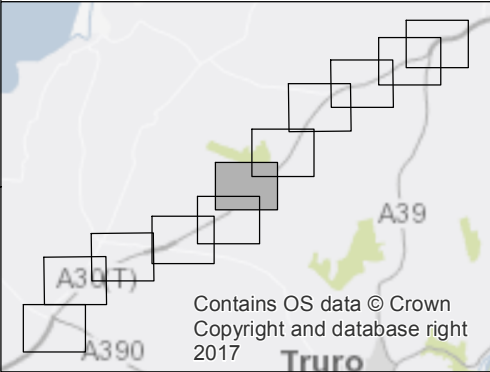 A39
A30(T)
Contains OS data © Crown
Copyright and database right
2017
A390
Truro